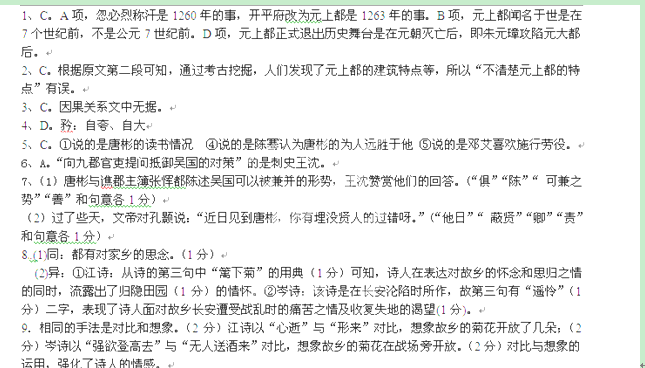 1、C。A 项，忽必烈称汗是 1260 年的事，开平府改为元上都是 1263 年的事。B 项，元上都闻名于世是在
7 个世纪前，不是公元 7 世纪前。D 项，元上都正式退出历史舞台是在元朝灭亡后，即朱元璋攻陷元大都
后。
2、C。根据原文第二段可知，通过考古挖掘，人们发现了元上都的建筑特点等，所以“不清楚元上都的特
点”有误。
3、C。因果关系文中无据。
4、D。矜：自夸、自大
5、C。①说的是唐彬的读书情况 ④说的是陈骞认为唐彬的为人远胜于他 ⑤说的是邓艾喜欢施行劳役。
6、A。“向九郡官吏提问抵御吴国的对策”的是刺史王沈。
7、（1）唐彬与谯郡主簿张恽都陈述吴国可以被兼并的形势，王沈赞赏他们的回答。（“俱”“陈”“ 可兼之
势”“善”和句意各 1 分）
（2）过了些天，文帝对孔颢说：“近日见到唐彬，你有埋没贤人的过错呀。”（“他日”“ 蔽贤”“卿”“责”
和句意各 1 分）
8.(1)同：都有对家乡的思念。（1 分）
(2)异：①江诗：从诗的第三句中“篱下菊”的用典（1 分）可知，诗人在表达对故乡的怀念和思归之情
的同时，流露出了归隐田园（1 分）的情怀。②岑诗：该诗是在长安沦陷时所作，故第三句有“遥怜”（1
分）二字，表现了诗人面对故乡长安遭受战乱时的痛苦之情及收复失地的渴望(1 分)。
9．相同的手法是对比和想象。（2 分）江诗以“心逝”与“形来”对比，想象故乡的菊花开放了几朵；（2
分）岑诗以“强欲登高去”与“无人送酒来”对比，想象故乡的菊花在战场旁开放。（2 分）对比与想象的
运用，强化了诗人的情感。